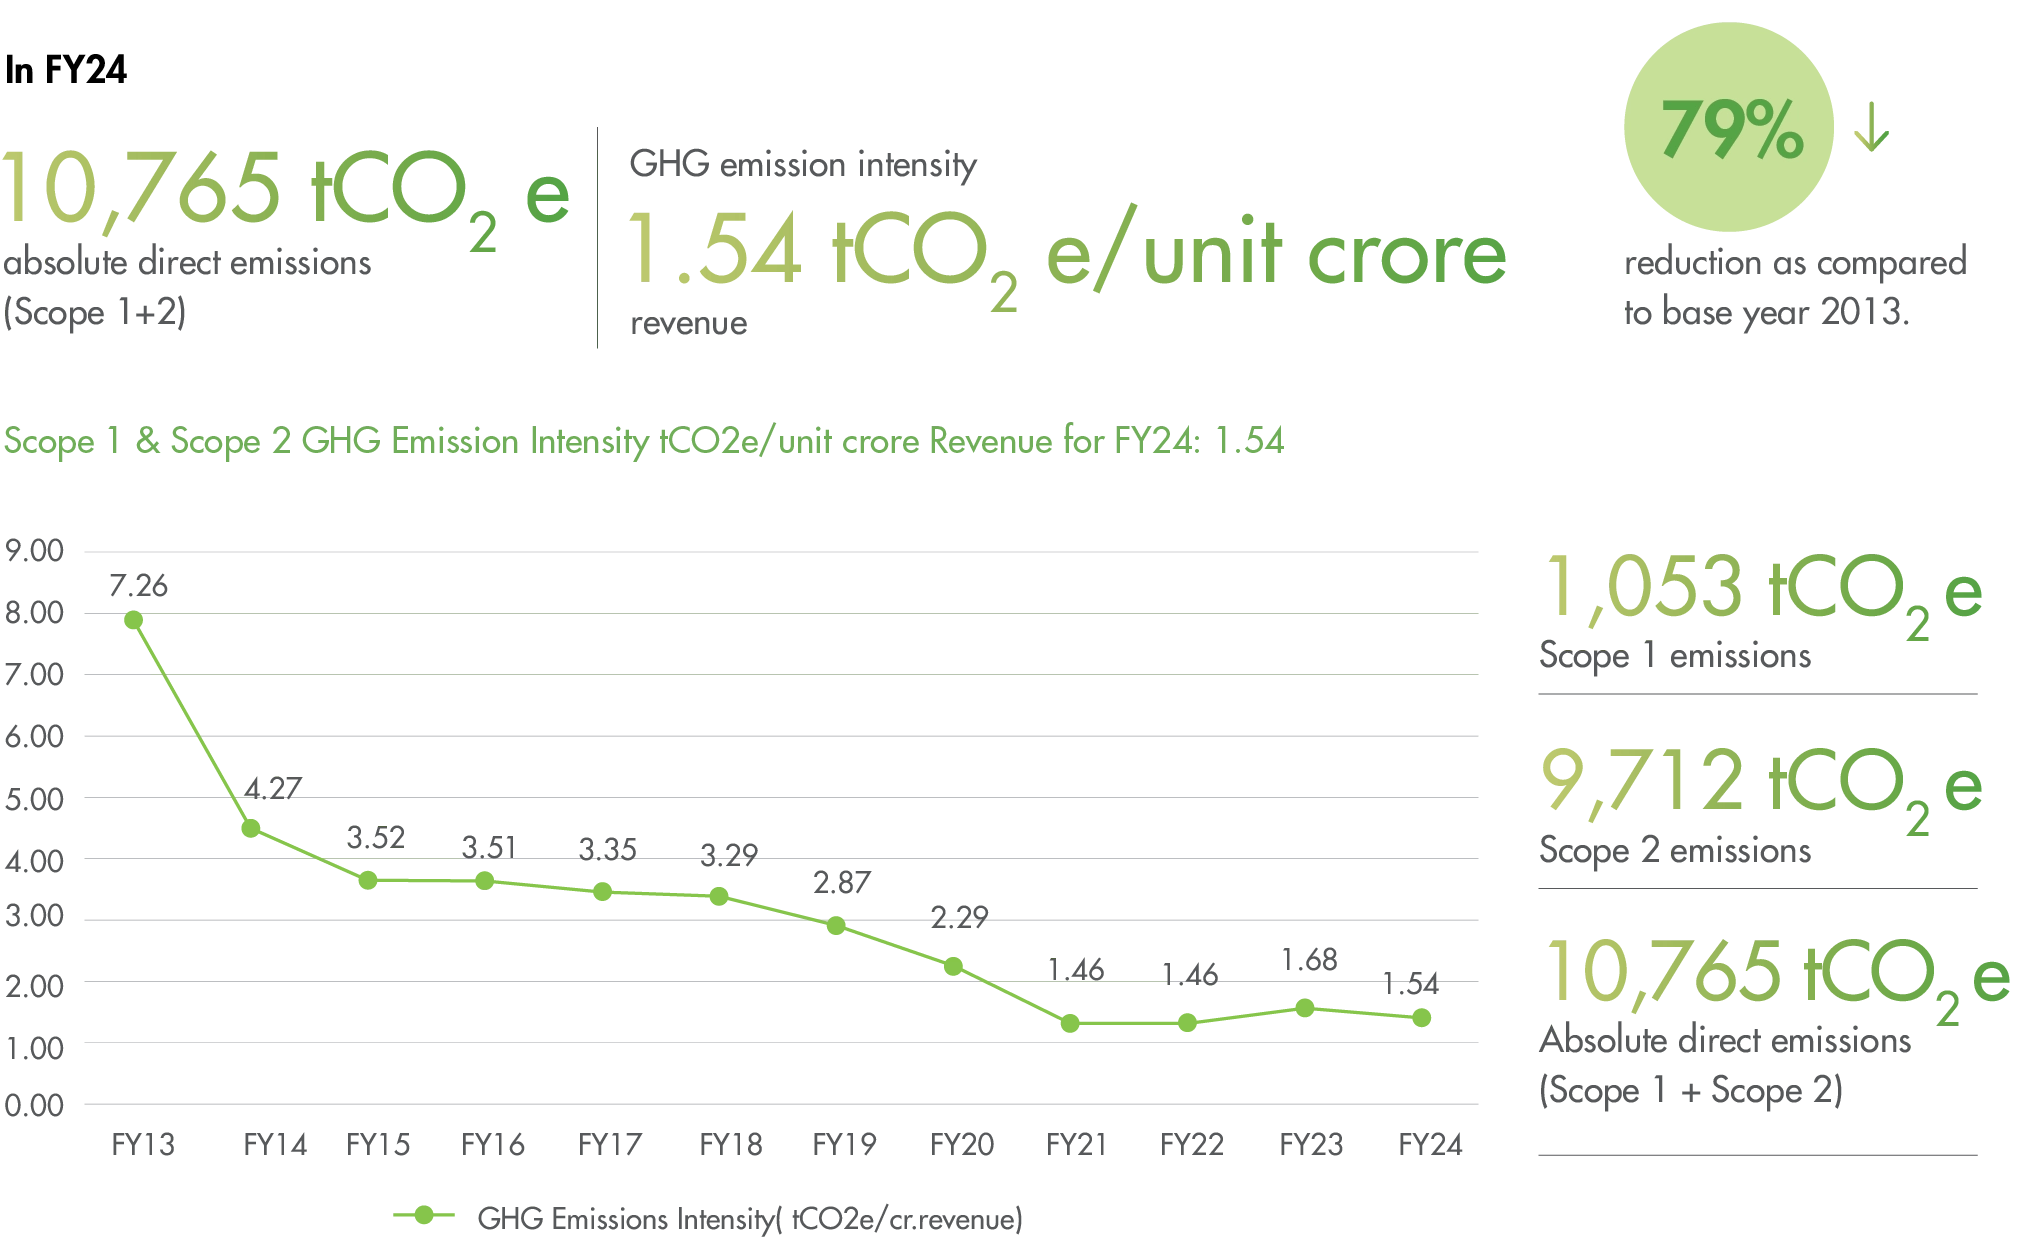 In FY24
10,765 tCO2 e
absolute direct emissions
(Scope 1+2)
GHG emission intensity
1.54 tCO2 e/unit crore
revenue
79%
reduction as compared
to base year 2013.
Scope 1 & Scope 2 GHG Emission Intensity tCO2e/unit crore Revenue for FY24: 1.54
9.00
8.00
7.00
6.00
5.00
4.00
3.00
2.00
1.00
0.00
7.26
4.27
3.52
3.51
3.35
3.29
2.87
2.29
1.46
1.46
1.68
1.54
FY13 FY14 FY15 FY16 FY17 FY18 FY19 FY20 FY21 FY22 FY23 FY24
GHG Emissions Intensity( tCO2e/cr.revenue)
1,053 tCO2 e
Scope 1 emissions
9,712 tCO2 e
Scope 2 emissions
10,765 tCO2 e
Absolute direct emissions
(Scope 1 + Scope 2)